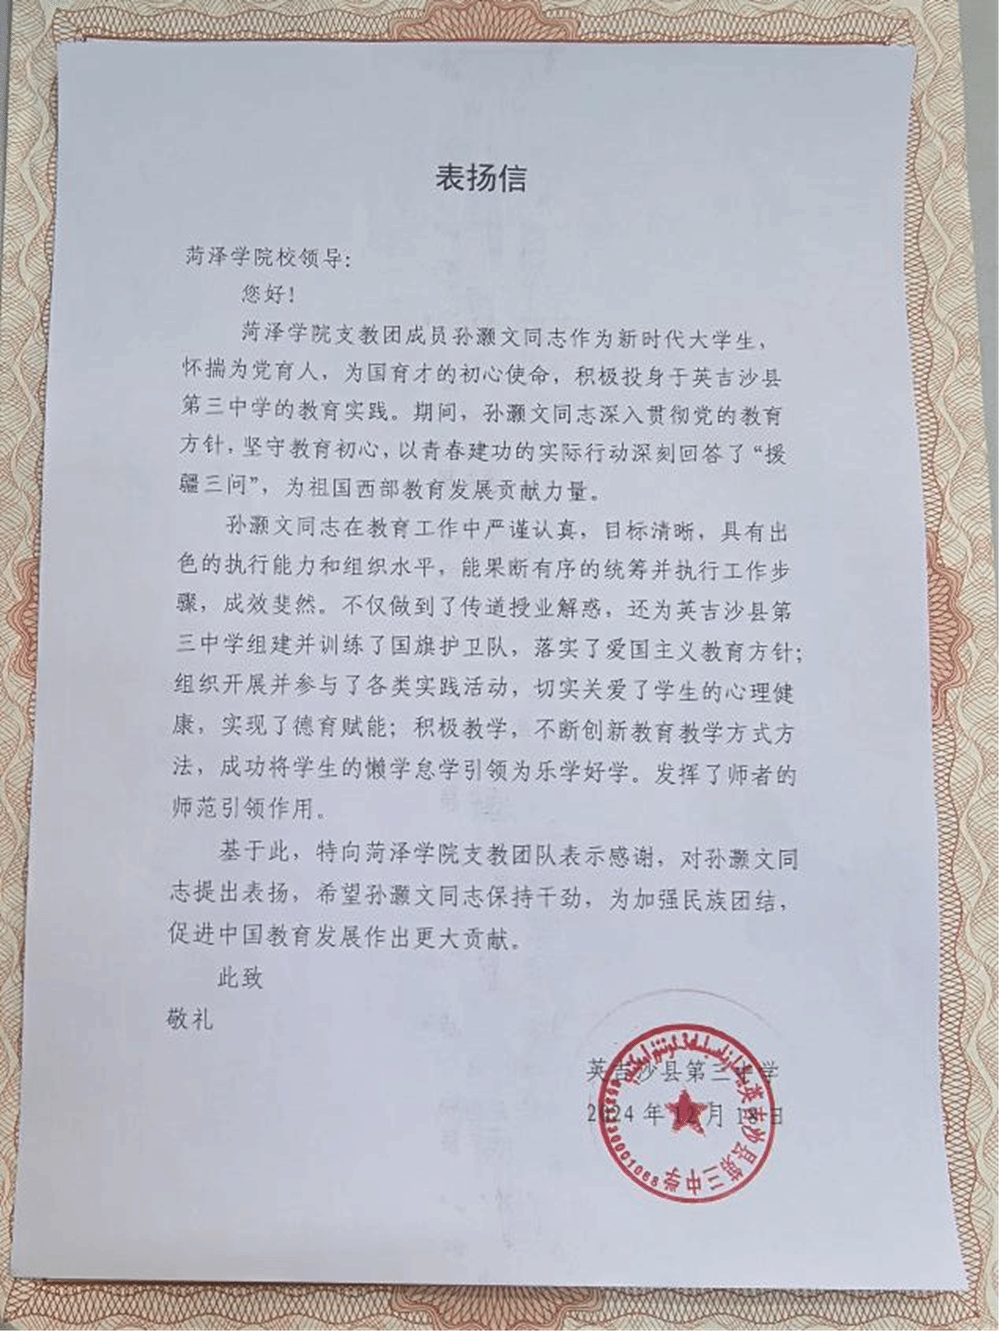 表扬信
菏泽学院校领导：
您好！
菏泽学院支教团成员孙灏文同志作为新时代大学生，
怀揣为党育人，为国育才的初心使命，积极投身于英吉沙县
第三中学的教育实践。期间，孙灏文同志深入贯彻党的教育
方针，坚守教育初心，以青春建功的实际行动深刻回答了“援
疆三问”，为祖国西部教育发展贡献力量。
孙灏文同志在教育工作中严谨认真，目标清晰，具有出
色的执行能力和组织水平，能果断有序的统筹并执行工作步
骤，成效斐然。不仅做到了传道授业解惑，还为英吉沙县第
三中学组建并训练了国旗护卫队，落实了爱国主义教育方针；
组织开展并参与了各类实践活动，切实关爱了学生的心理健
康，实现了德育赋能；积极教学，不断创新教育教学方式方
法，成功将学生的懒学怠学引领为乐学好学。发挥了师者的
师范引领作用。
基于此，特向菏泽学院支教团队表示感谢，对孙灏文同
志提出表扬，希望孙灏文同志保持干劲，为加强民族团结，
促进中国教育发展作出更大贡献。
此致
敬礼
英吉沙县第三中学
2024 年 12 月 18 日
英吉沙县第三中学